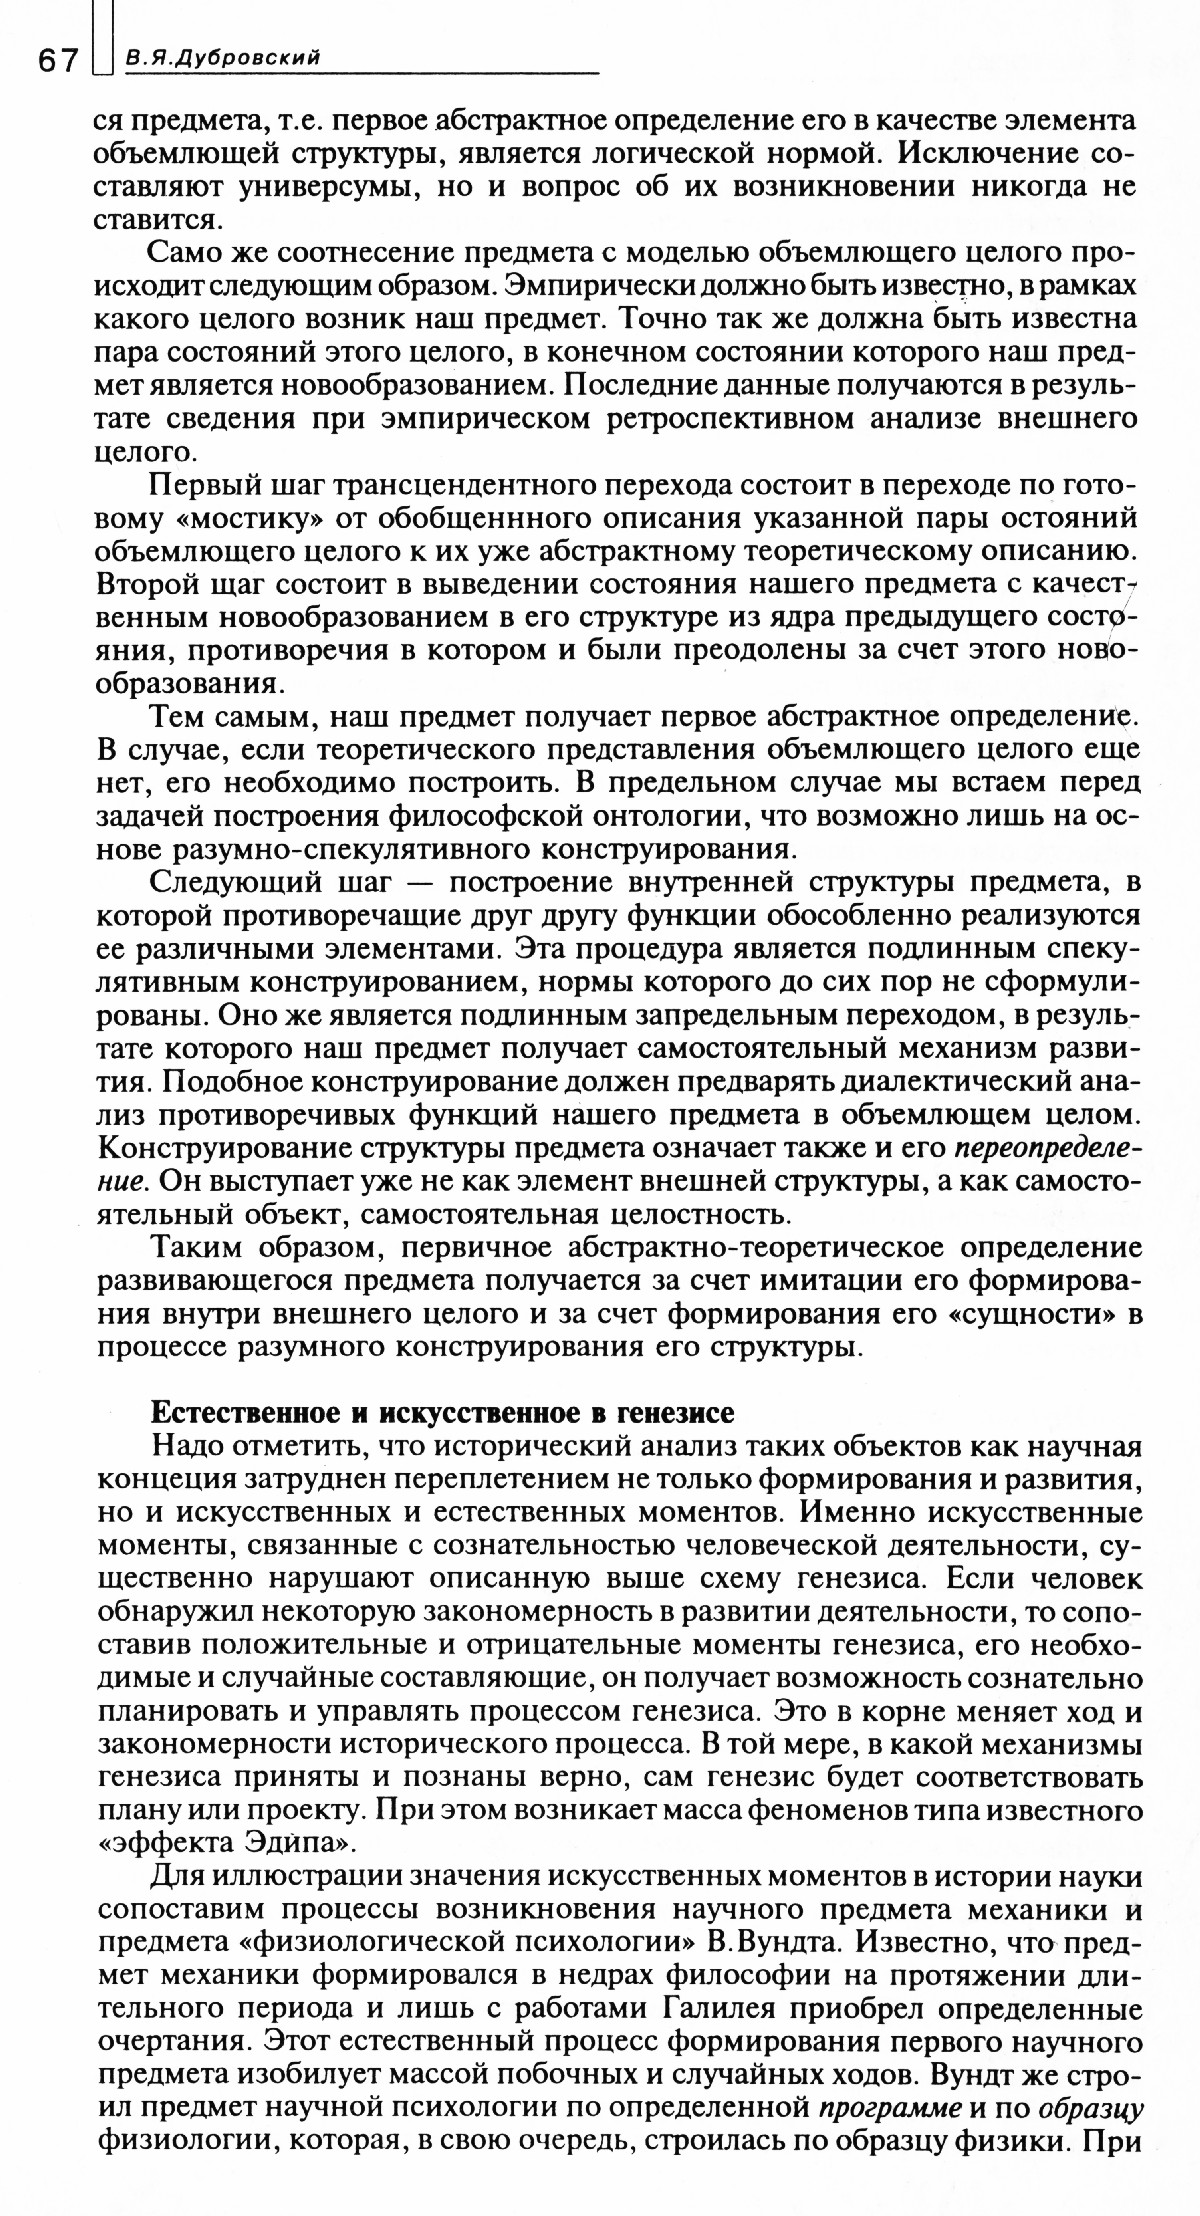 67
В.Я.Дубровский
ся предмета, т.е. первое абстрактное определение его в качестве элемента
объемлющей структуры, является логической нормой. Исключение со-
ставляют универсумы, но и вопрос об их возникновении никогда не
ставится.
Само же соотнесение предмета с моделью объемлющего целого про-
исходит следующим образом. Эмпирически должно быть известно, в рамках
какого целого возник наш предмет. Точно так же должна быть известна
пара состояний этого целого, в конечном состоянии которого наш пред-
мет является новообразованием. Последние данные получаются в резуль-
тате сведения при эмпирическом ретроспективном анализе внешнего
целого.
Первый шаг трансцендентного перехода состоит в переходе по гото-
вому «мостику» от обобщеннного описания указанной пары остояний
объемлющего целого к их уже абстрактному теоретическому описанию.
Второй щаг состоит в выведении состояния нашего предмета с качест-
венным новообразованием в его структуре из ядра предыдущего состо-
яния, противоречия в котором и были преодолены за счет этого ново-
образования.
Тем самым, наш предмет получает первое абстрактное определение.
В случае, если теоретического представления объемлющего целого еще
нет, его необходимо построить. В предельном случае мы встаем перед
задачей построения философской онтологии, что возможно лишь на ос-
нове разумно-спекулятивного конструирования.
Следующий шаг — построение внутренней структуры предмета, в
которой противоречащие друг другу функции обособленно реализуются
ее различными элементами. Эта процедура является подлинным спеку-
лятивным конструированием, нормы которого до сих пор не сформули-
рованы. Оно же является подлинным запредельным переходом, в резуль-
тате которого наш предмет получает самостоятельный механизм разви-
тия. Подобное конструирование должен предварять диалектический ана-
лиз противоречивых функций нашего предмета в объемлющем целом.
Конструирование структуры предмета означает также и его переопределе-
ние. Он выступает уже не как элемент внешней структуры, а как самосто-
ятельный объект, самостоятельная целостность.
Таким образом, первичное абстрактно-теоретическое определение
развивающегося предмета получается за счет имитации его формирова-
ния внутри внешнего целого и за счет формирования его «сущности» в
процессе разумного конструирования его структуры.
Естественное и искусственное в генезисе
Надо отметить, что исторический анализ таких объектов как научная
концеция затруднен переплетением не только формирования и развития,
но и искусственных и естественных моментов. Именно искусственные
моменты, связанные с сознательностью человеческой деятельности, су-
щественно нарушают описанную выше схему генезиса. Если человек
обнаружил некоторую закономерность в развитии деятельности, то сопо-
ставив положительные и отрицательные моменты генезиса, его необхо-
димые и случайные составляющие, он получает возможность сознательно
планировать и управлять процессом генезиса. Это в корне меняет ход и
закономерности исторического процесса. В той мере, в какой механизмы
генезиса приняты и познаны верно, сам генезис будет соответствовать
плану или проекту. При этом возникает масса феноменов типа известного
«эффекта Эдипа».
Для иллюстрации значения искусственных моментов в истории науки
сопоставим процессы возникновения научного предмета механики и
предмета «физиологической психологии» В.Вундта. Известно, что пред-
мет механики формировался в недрах философии на протяжении дли-
тельного периода и лишь с работами Галилея приобрел определенные
очертания. Этот естественный процесс формирования первого научного
предмета изобилует массой побочных и случайных ходов. Вундт же стро-
ил предмет научной психологии по определенной программе и по образцу
физиологии, которая, в свою очередь, строилась по образцу физики. При